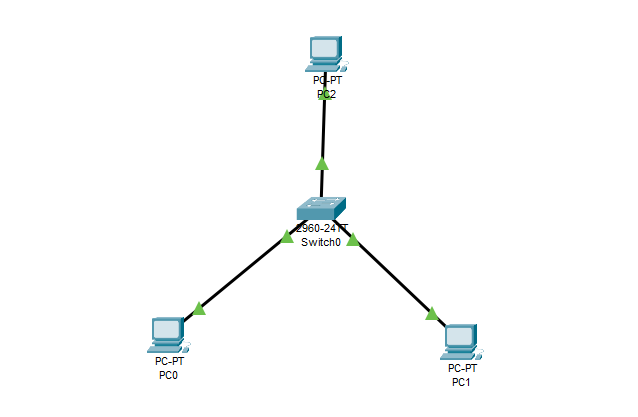 PC-PT
PC2
2960-24TT
Switch0
PC-PT
PC0
PC-PT
PC1